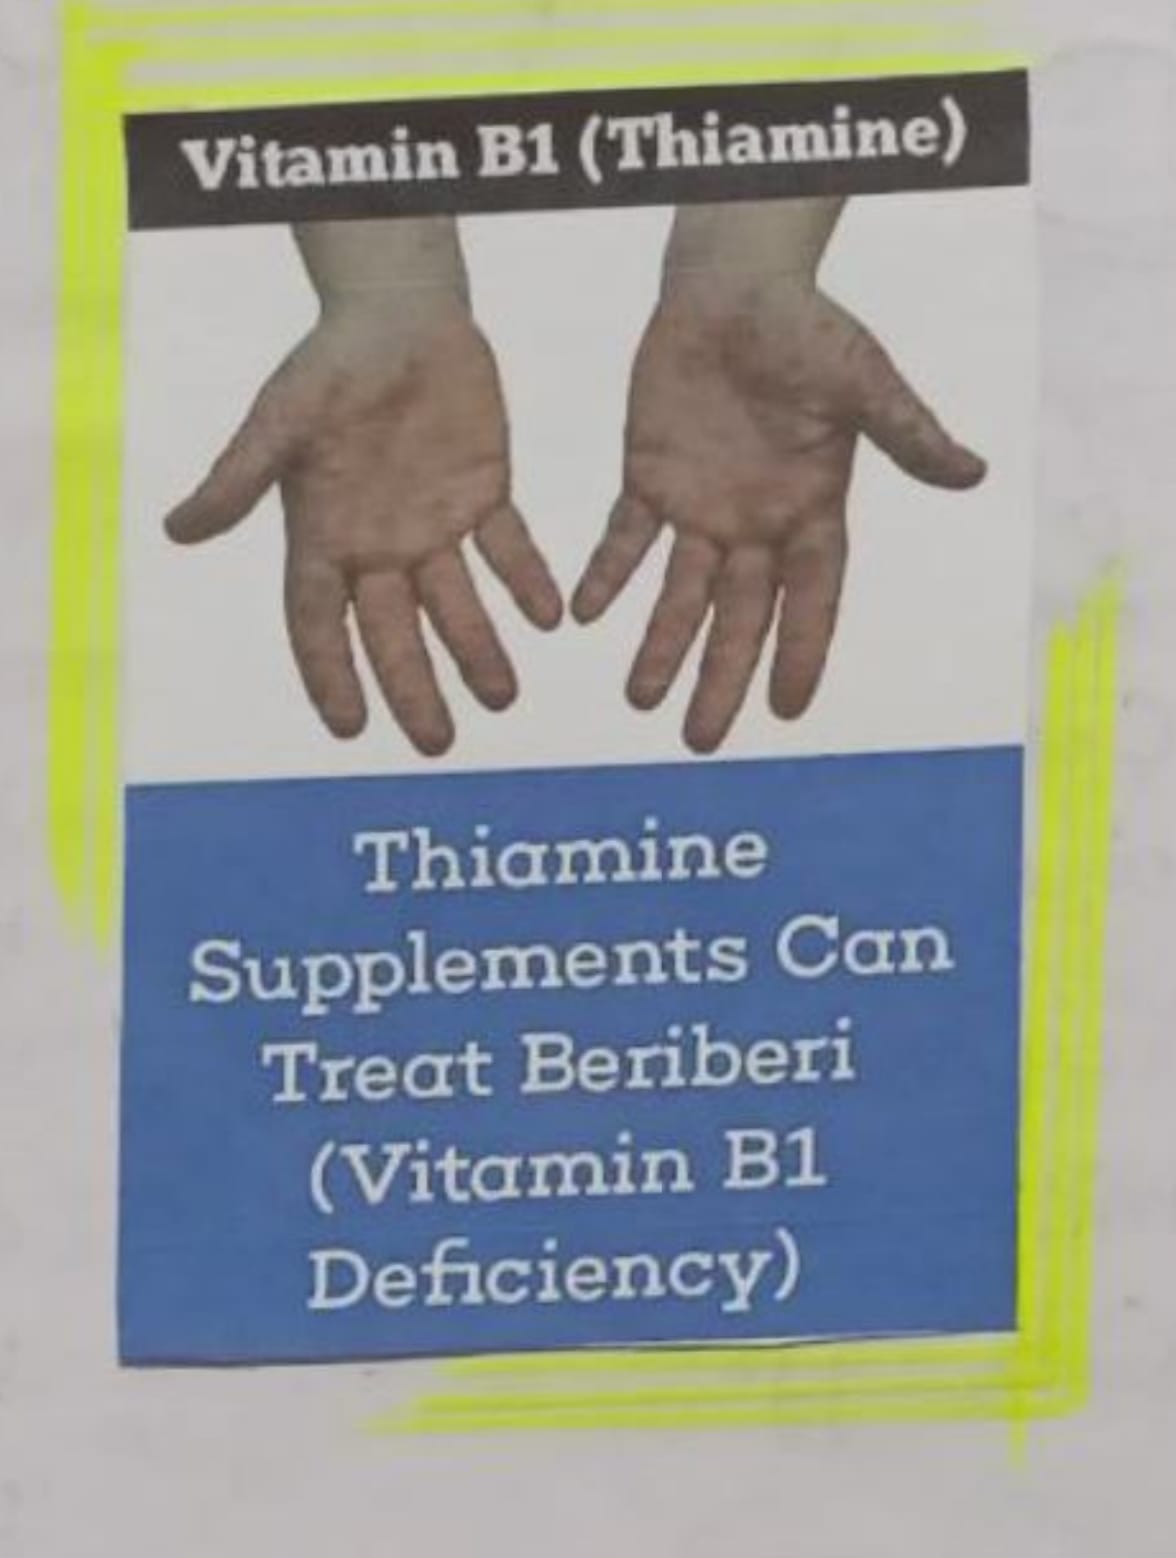 Vitamin B1 (Thiamine)
Thiamine
Supplements Can
Treat Beriberi
(Vitamin B1
Deficiency)